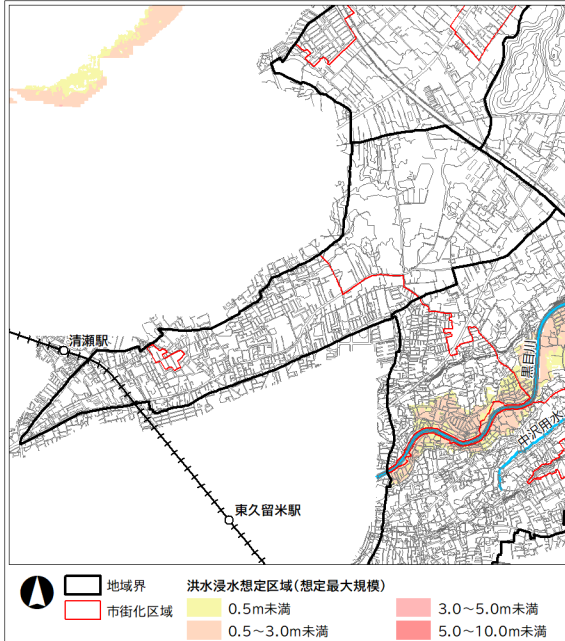 清瀬駅
黒目川
中沢用水
東久留米駅
地域界
市街化区域
洪水浸水想定区域(想定最大規模)
0.5m未満
0.5~3.0m未満
3.0~5.0m未満
5.0~10.0m未満